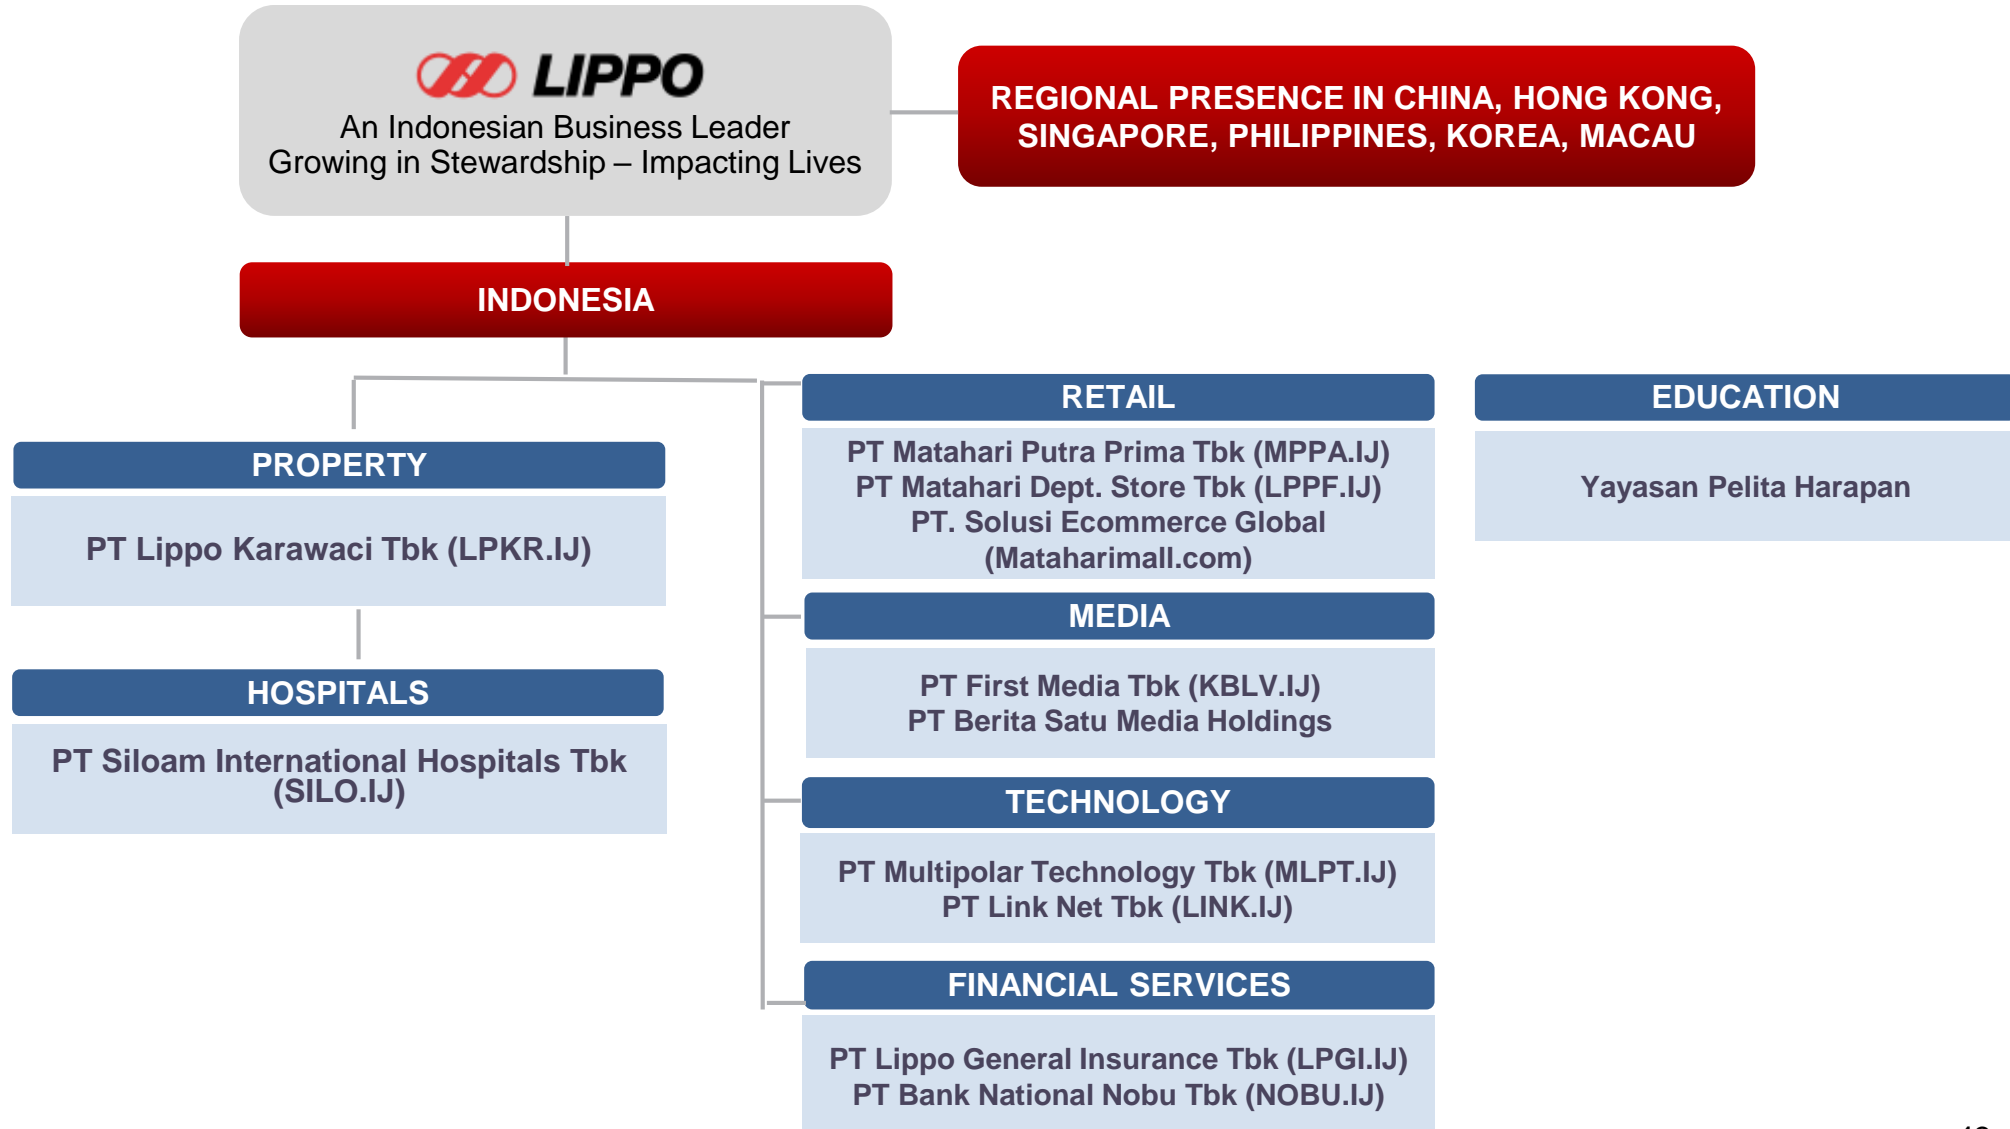 LIPPO
An Indonesian Business Leader
Growing in Stewardship – Impacting Lives
REGIONAL PRESENCE IN CHINA, HONG KONG,
SINGAPORE, PHILIPPINES, KOREA, MACAU
INDONESIA
PROPERTY
PT Lippo Karawaci Tbk (LPKR.IJ)
HOSPITALS
PT Siloam International Hospitals Tbk
(SILO.IJ)
RETAIL
PT Matahari Putra Prima Tbk (MPPA.IJ)
PT Matahari Dept. Store Tbk (LPPF.IJ)
PT. Solusi Ecommerce Global
(Mataharimall.com)
MEDIA
PT First Media Tbk (KBLV.IJ)
PT Berita Satu Media Holdings
TECHNOLOGY
PT Multipolar Technology Tbk (MLPT.IJ)
PT Link Net Tbk (LINK.IJ)
FINANCIAL SERVICES
PT Lippo General Insurance Tbk (LPGI.IJ)
PT Bank National Nobu Tbk (NOBU.IJ)
EDUCATION
Yayasan Pelita Harapan